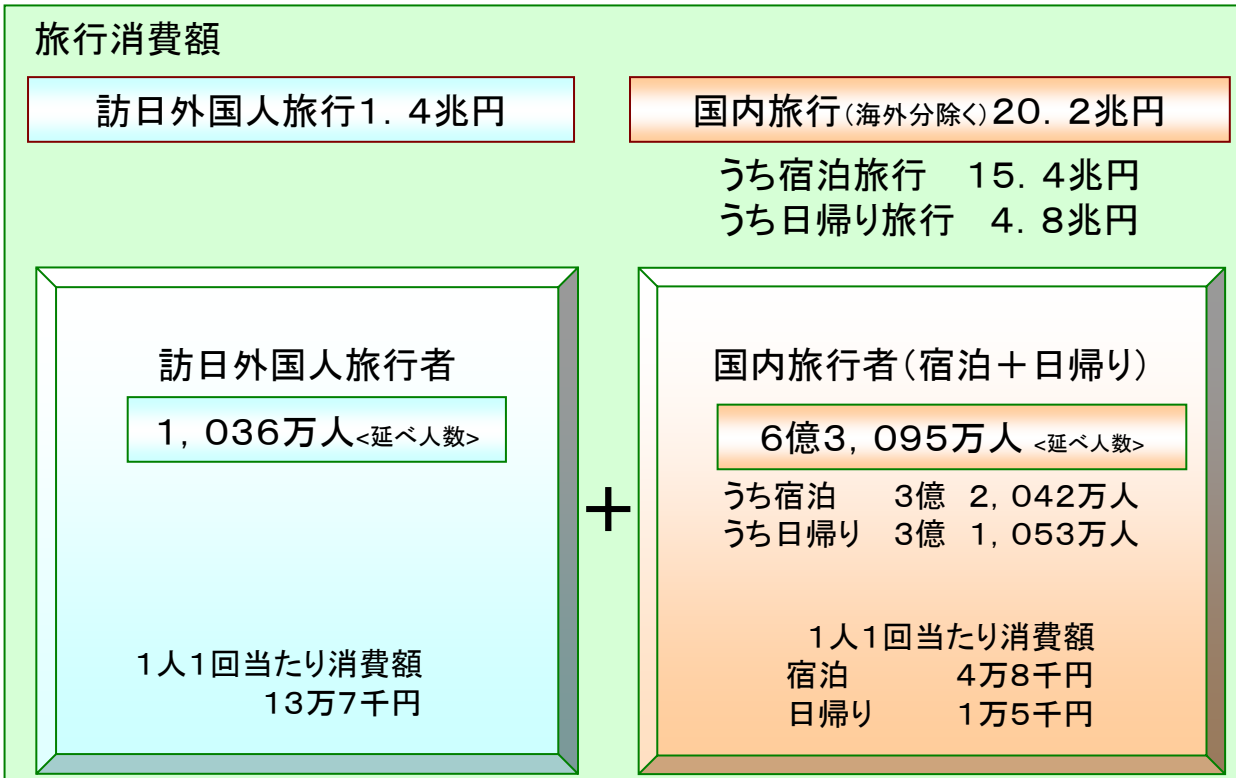 旅行消費額
訪日外国人旅行1．4兆円
国内旅行（海外分除く）20．2兆円
うち宿泊旅行　15．4兆円
うち日帰り旅行　4．8兆円
訪日外国人旅行者
1，036万人<延べ人数>
＋
国内旅行者（宿泊＋日帰り）
6億3，095万人 <延べ人数>
うち宿泊　3億 2，042万人
うち日帰り　3億 1，053万人
1人1回当たり消費額
13万7千円
1人1回当たり消費額
宿泊　4万8千円
日帰り　1万5千円